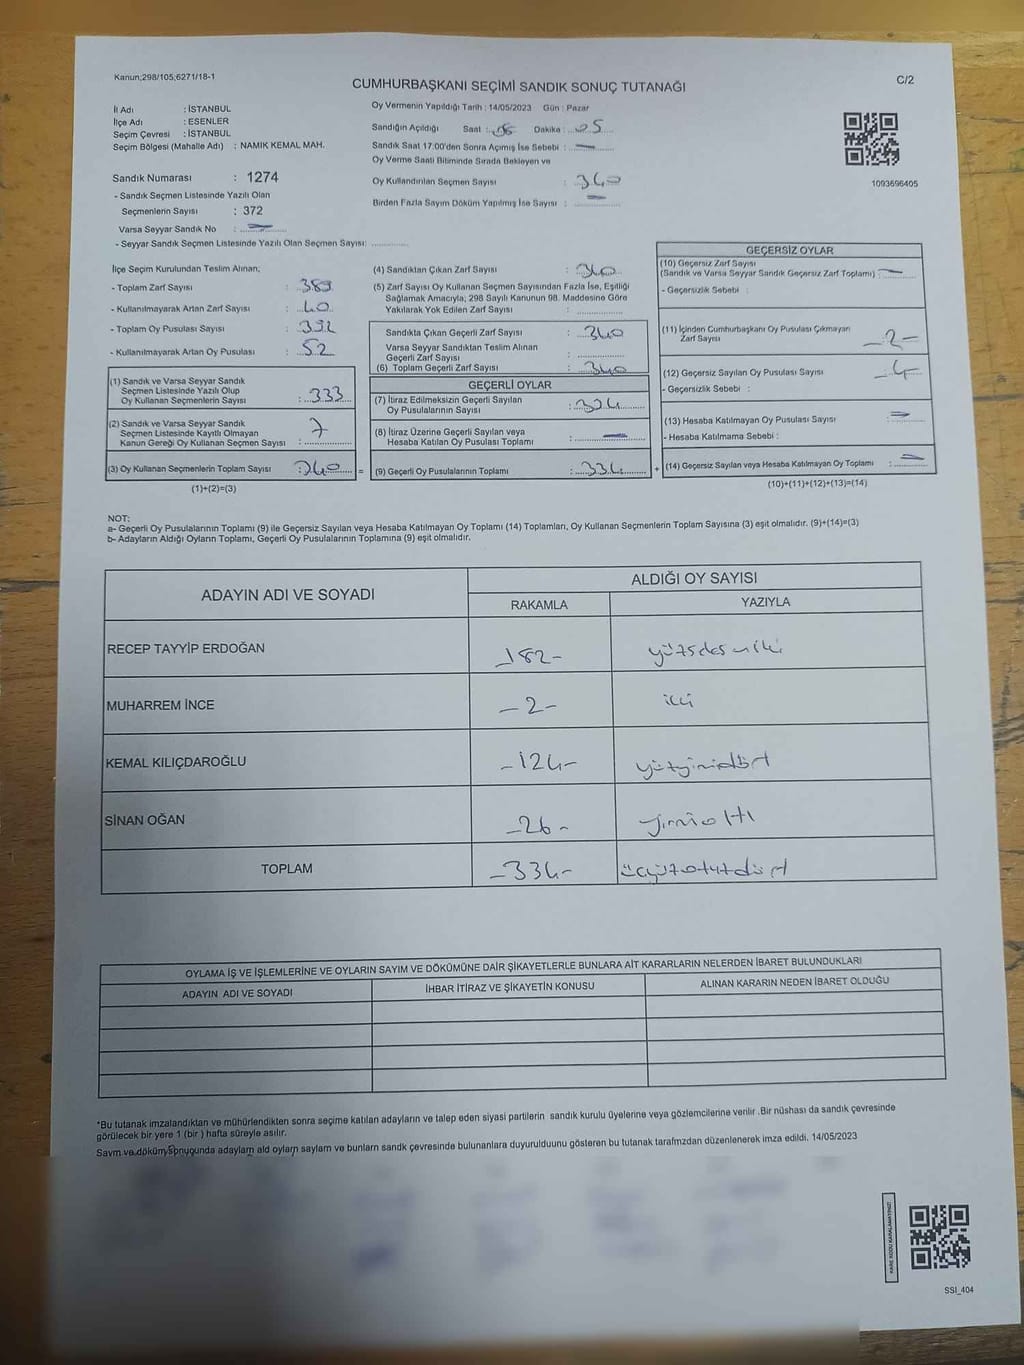 Kanun;298/105;6271/18-1
CUMHURBAŞKANI SEÇİMİ SANDIK SONUÇ TUTANAĞI
C/2
İl Adı : İSTANBUL
İlçe Adı : ESENLER
Seçim Çevresi : İSTANBUL
Seçim Bölgesi (Mahalle Adı) : NAMIK KEMAL MAH.
Oy Vermenin Yapıldığı Tarih : 14/05/2023 Gün : Pazar
Sandığın Açıldığı Saat : Dakika : 05
Sandık Saat 17:00'den Sonra Açımış İse Sebebi : —
Oy Verme Saati Bitiminde Sırada Bekleyen ve
Oy Kullandırılan Seçmen Sayısı : 340
Birden Fazla Sayım Döküm Yapılmış İse Sayısı : —
1093696405
Sandık Numarası : 1274
- Sandık Seçmen Listesinde Yazılı Olan
Seçmenlerin Sayısı : 372
Varsa Seyyar Sandık No : —
- Seyyar Sandık Seçmen Listesinde Yazılı Olan Seçmen Sayısı:
İlçe Seçim Kurulundan Teslim Alınan;
- Toplam Zarf Sayısı : 389
- Kullanılmayarak Artan Zarf Sayısı : 40
- Toplam Oy Pusulası Sayısı : 392
- Kullanılmayarak Artan Oy Pusulası : 52
(1) Sandık ve Varsa Seyyar Sandık
Seçmen Listesinde Yazılı Olup
Oy Kullanan Seçmenlerin Sayısı : 333
(2) Sandık ve Varsa Seyyar Sandık
Seçmen Listesinde Kayıtlı Olmayan
Kanun Gereği Oy Kullanan Seçmen Sayısı : 7
(3) Oy Kullanan Seçmenlerin Toplam Sayısı : 340 =
(1)+(2)=(3)
(4) Sandıktan Çıkan Zarf Sayısı : 340
(5) Zarf Sayısı Oy Kullanan Seçmen Sayısından Fazla İse, Eşitliği
Sağlamak Amacıyla; 298 Sayılı Kanunun 98. Maddesine Göre
Yakılarak Yok Edilen Zarf Sayısı :
Sandıkta Çıkan Geçerli Zarf Sayısı : 340
Varsa Seyyar Sandıktan Teslim Alınan
Geçerli Zarf Sayısı :
(6) Toplam Geçerli Zarf Sayısı : 340
GEÇERLİ OYLAR
(7) İtiraz Edilmeksizin Geçerli Sayılan
Oy Pusulalarının Sayısı :
(8) İtiraz Üzerine Geçerli Sayılan veya
Hesaba Katılan Oy Pusulası Toplamı : —
(9) Geçerli Oy Pusulalarının Toplamı : 334 +
GEÇERSİZ OYLAR
(10) Geçersiz Zarf Sayısı
(Sandık ve Varsa Seyyar Sandık Geçersiz Zarf Toplamı) : —
- Geçersizlik Sebebi :
(11) İçinden Cumhurbaşkanı Oy Pusulası Çıkmayan
Zarf Sayısı -2-
(12) Geçersiz Sayılan Oy Pusulası Sayısı -4-
- Geçersizlik Sebebi :
(13) Hesaba Katılmayan Oy Pusulası Sayısı : =
- Hesaba Katılmama Sebebi :
(14) Geçersiz Sayılan veya Hesaba Katılmayan Oy Toplamı :
(10)+(11)+(12)+(13)=(14)
NOT:
a- Geçerli Oy Pusulalarının Toplamı (9) ile Geçersiz Sayılan veya Hesaba Katılmayan Oy Toplamı (14) Toplamları, Oy Kullanan Seçmenlerin Toplam Sayısına (3) eşit olmalıdır. (9)+(14)=(3)
b- Adayların Aldığı Oyların Toplamı, Geçerli Oy Pusulalarının Toplamına (9) eşit olmalıdır.
ADAYIN ADI VE SOYADI
ALDIĞI OY SAYISI
RAKAMLA YAZIYLA
RECEP TAYYİP ERDOĞAN -182- yüzsekseniki
MUHARREM İNCE -2- iki
KEMAL KILIÇDAROĞLU -124- yüzyirmidört
SİNAN OĞAN -26- yirmialtı
TOPLAM -334- üçyüzotuzdört
OYLAMA İŞ VE İŞLEMLERİNE VE OYLARIN SAYIM VE DÖKÜMÜNE DAİR ŞİKAYETLERLE BUNLARA AİT KARARLARIN NELERDEN İBARET BULUNDUKLARI
ADAYIN ADI VE SOYADI İHBAR İTİRAZ VE ŞİKAYETİN KONUSU ALINAN KARARIN NEDEN İBARET OLDUĞU
*Bu tutanak imzalandıktan ve mühürlendikten sonra seçime katılan adayların ve talep eden siyasi partilerin sandık kurulu üyelerine veya gözlemcilerine verilir .Bir nüshası da sandık çevresinde
görülecek bir yere 1 (bir ) hafta süreyle asılır.
Sayım ve dökümşonuçunda adaylarn ald oylarn saylarn ve bunlarn sandk çevresinde bulunanlara duyurulduunu gösteren bu tutanak tarafmzdan düzenlenerek imza edildi. 14/05/2023
KARE KODU KARALAMAYINIZ!
SSI_404